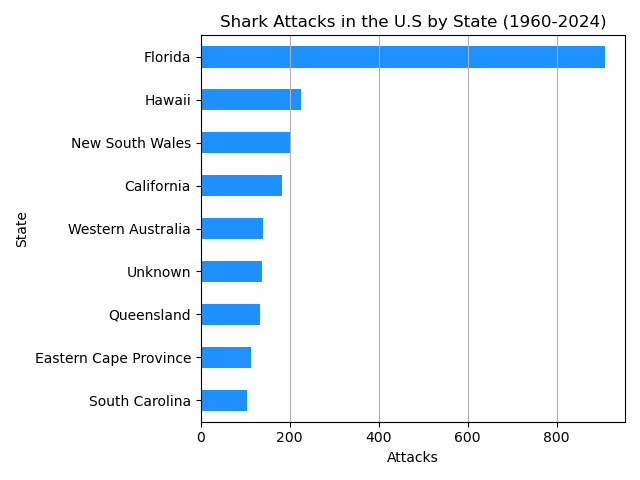 Shark Attacks in the U.S by State (1960-2024)
Florida
Hawaii
New South Wales
California
Western Australia
Unknown
Queensland
Eastern Cape Province
South Carolina
State
0 200 400 600 800
Attacks